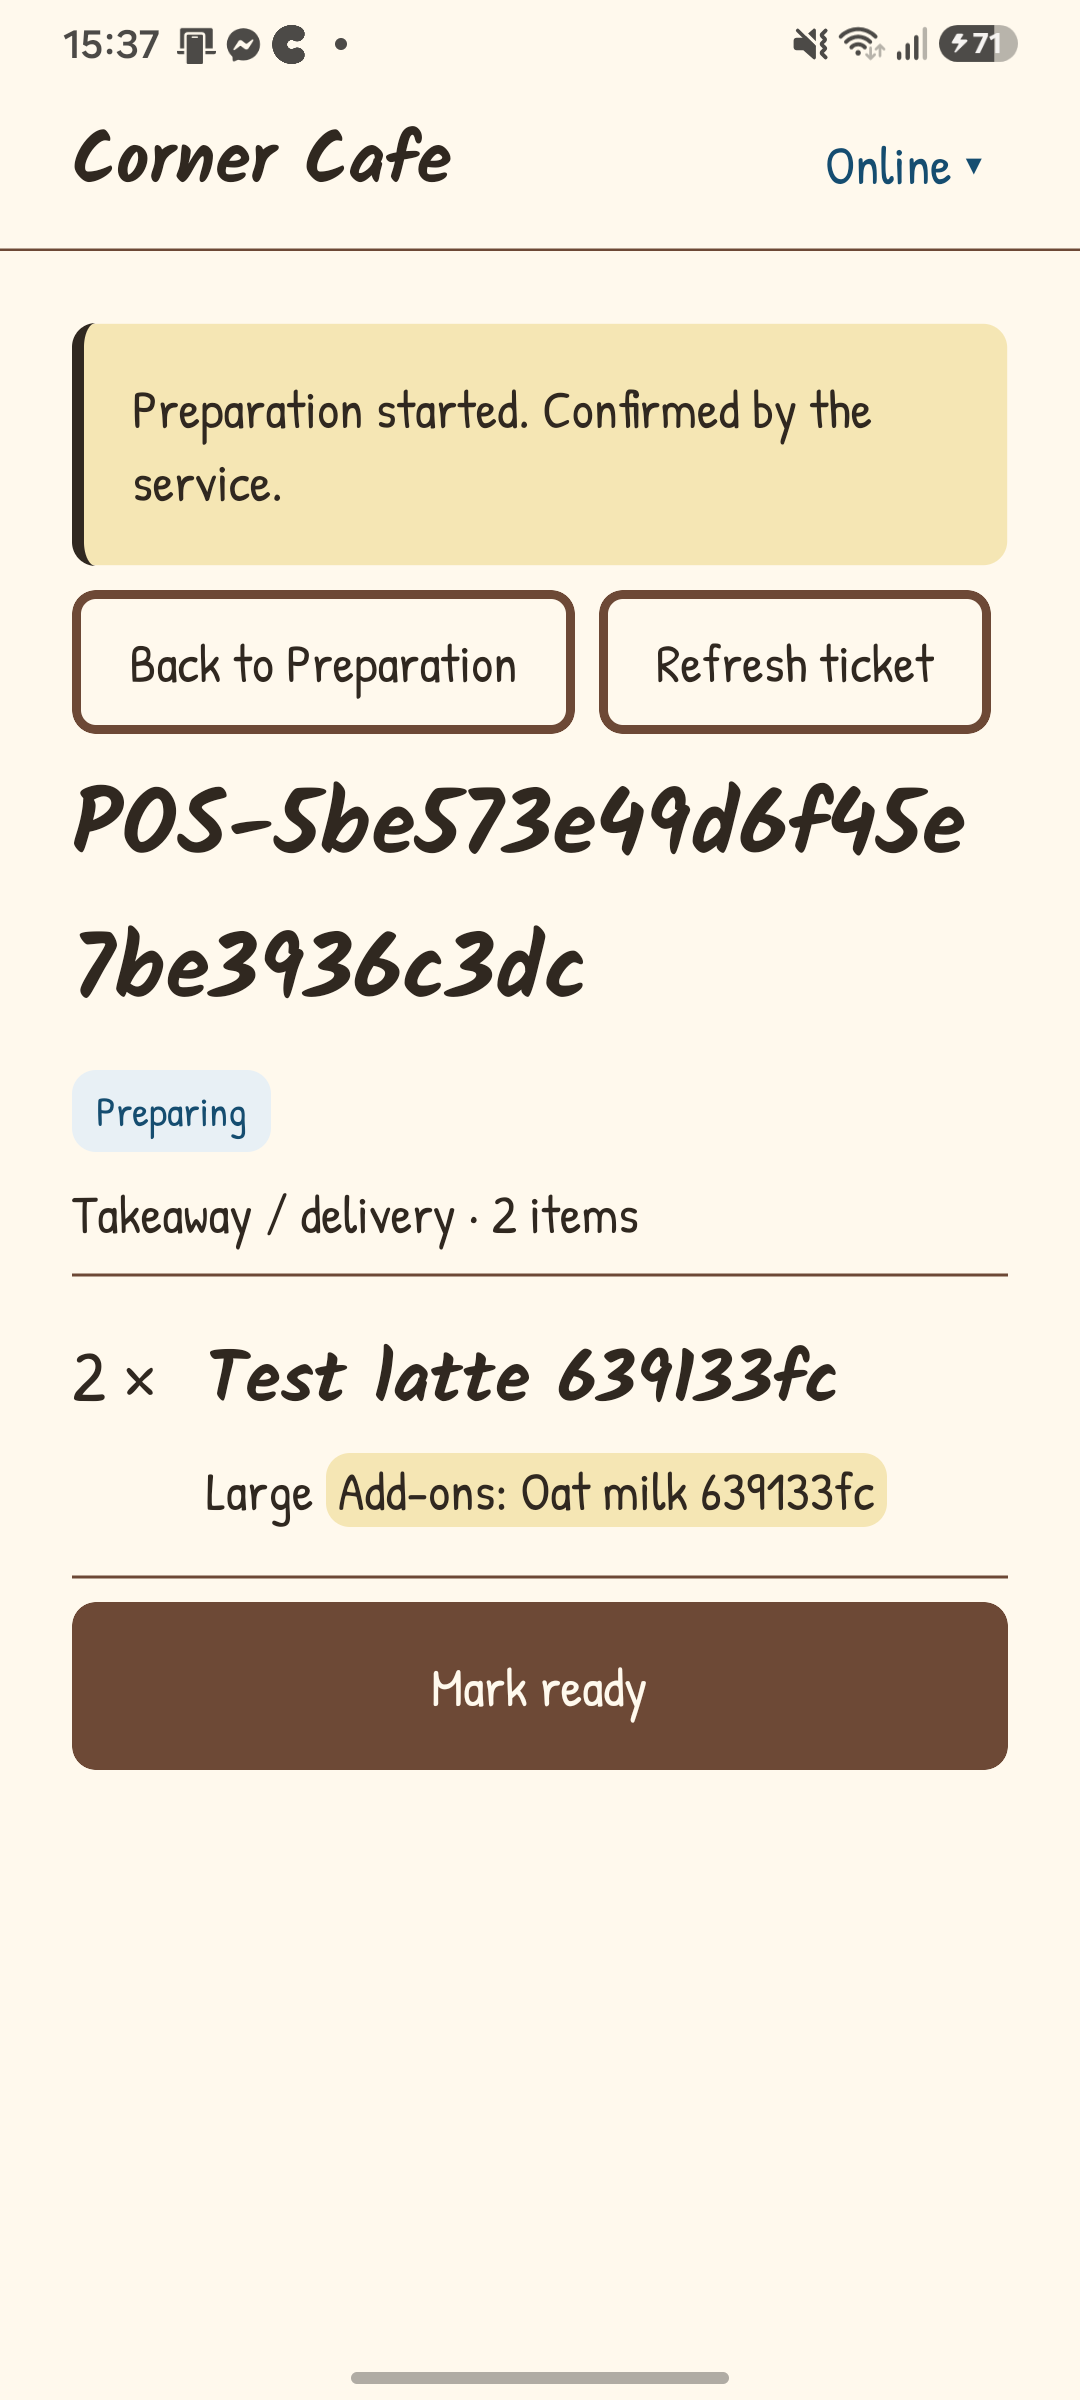 15:37
71
Corner Cafe
Online ▾
Preparation started. Confirmed by the
service.
Back to Preparation
Refresh ticket
POS-5be573e49d6f45e
7be3936c3dc
Preparing
Takeaway / delivery · 2 items
2 × Test latte 639133fc
Large Add-ons: Oat milk 639133fc
Mark ready